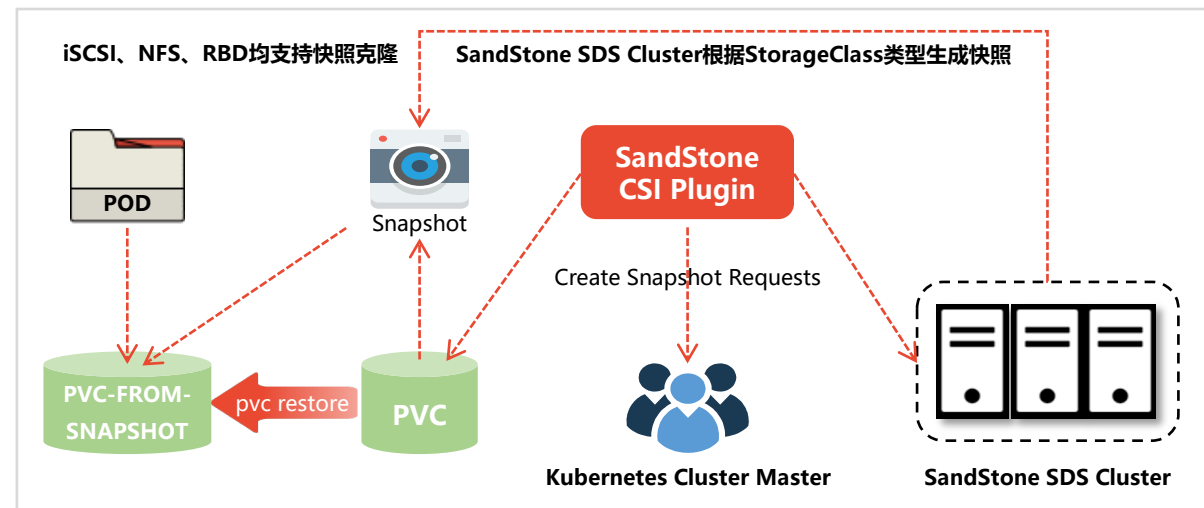 iSCSI、NFS、RBD均支持快照克隆
SandStone SDS Cluster根据StorageClass类型生成快照
POD
Snapshot
SandStone
CSI Plugin
Create Snapshot Requests
PVC-FROM-
SNAPSHOT
pvc restore
PVC
Kubernetes Cluster Master
SandStone SDS Cluster